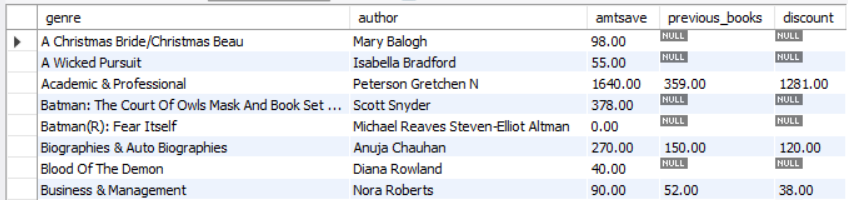 genre author amtsave previous_books discount
A Christmas Bride/Christmas Beau Mary Balogh 98.00 NULL NULL
A Wicked Pursuit Isabella Bradford 55.00 NULL NULL
Academic & Professional Peterson Gretchen N 1640.00 359.00 1281.00
Batman: The Court Of Owls Mask And Book Set ... Scott Snyder 378.00 NULL NULL
Batman(R): Fear Itself Michael Reaves Steven-Elliot Altman 0.00 NULL NULL
Biographies & Auto Biographies Anuja Chauhan 270.00 150.00 120.00
Blood Of The Demon Diana Rowland 40.00 NULL NULL
Business & Management Nora Roberts 90.00 52.00 38.00